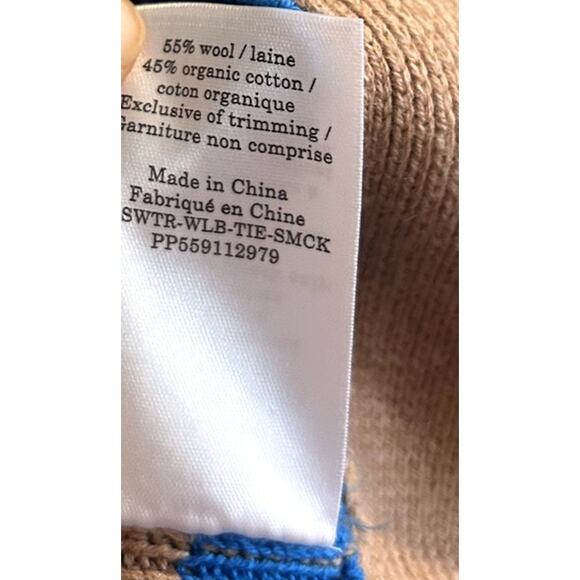 55% wool / laine
45% organic cotton /
coton organique
Exclusive of trimming /
Garniture non comprise
Made in China
Fabriqué en Chine
SWTR-WLB-TIE-SMCK
PP559112979